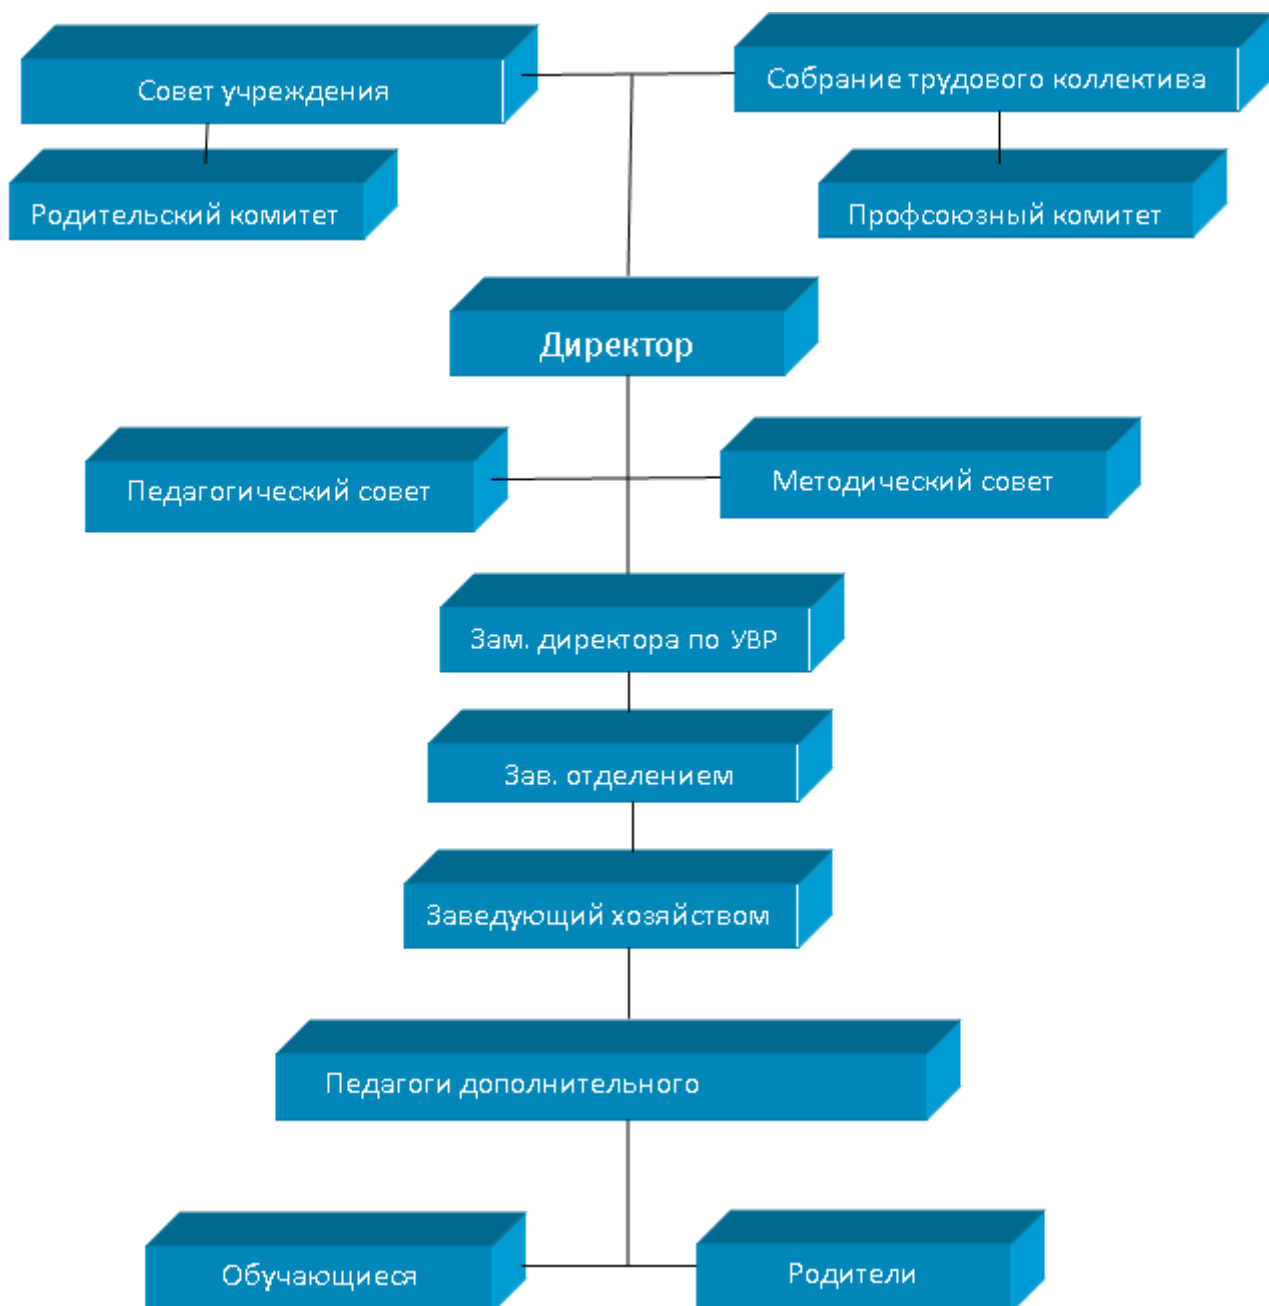 Совет учреждения
Собрание трудового коллектива
Родительский комитет
Профсоюзный комитет
Директор
Педагогический совет
Методический совет
Зам. директора по УВР
Зав. отделением
Заведующий хозяйством
Педагоги дополнительного
Обучающиеся
Родители